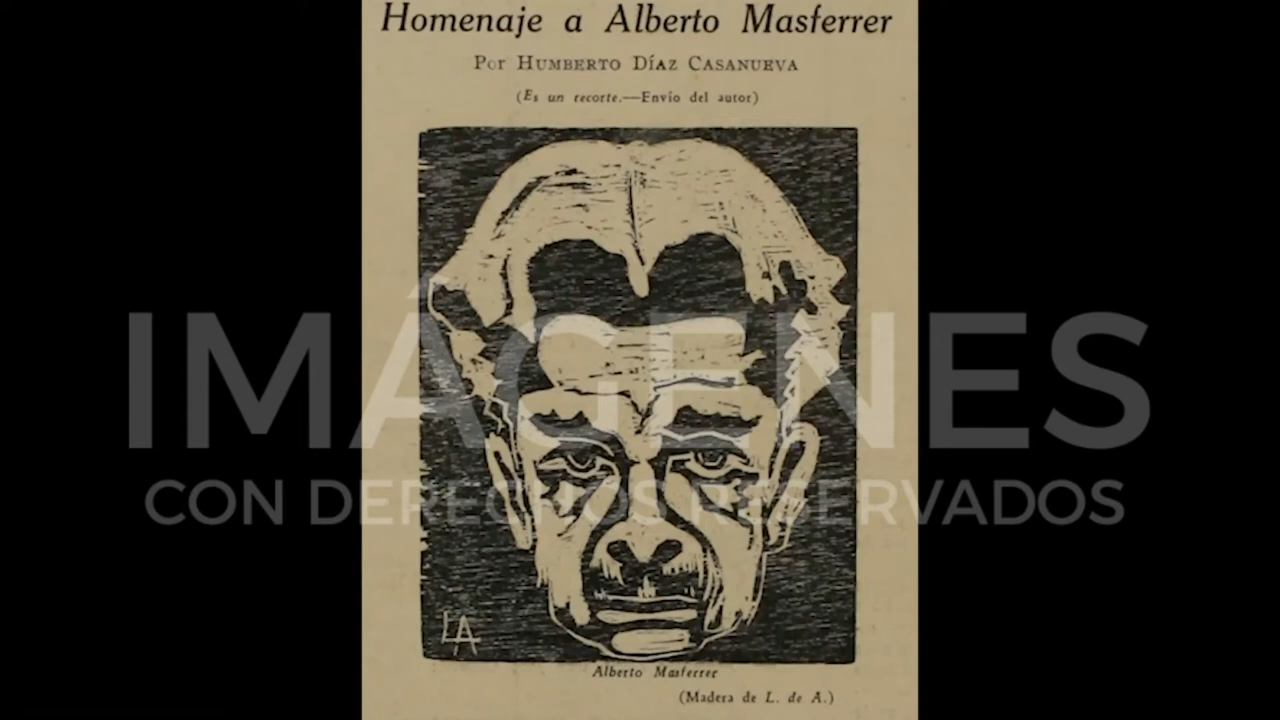 Homenaje a Alberto Masferrer
Por HUMBERTO DÍAZ CASANUEVA
(Es un recorte.—Envío del autor)
IMÁGENES
CON DERECHOS RESERVADOS
LA
Alberto Masferrer
(Madera de L. de A.)